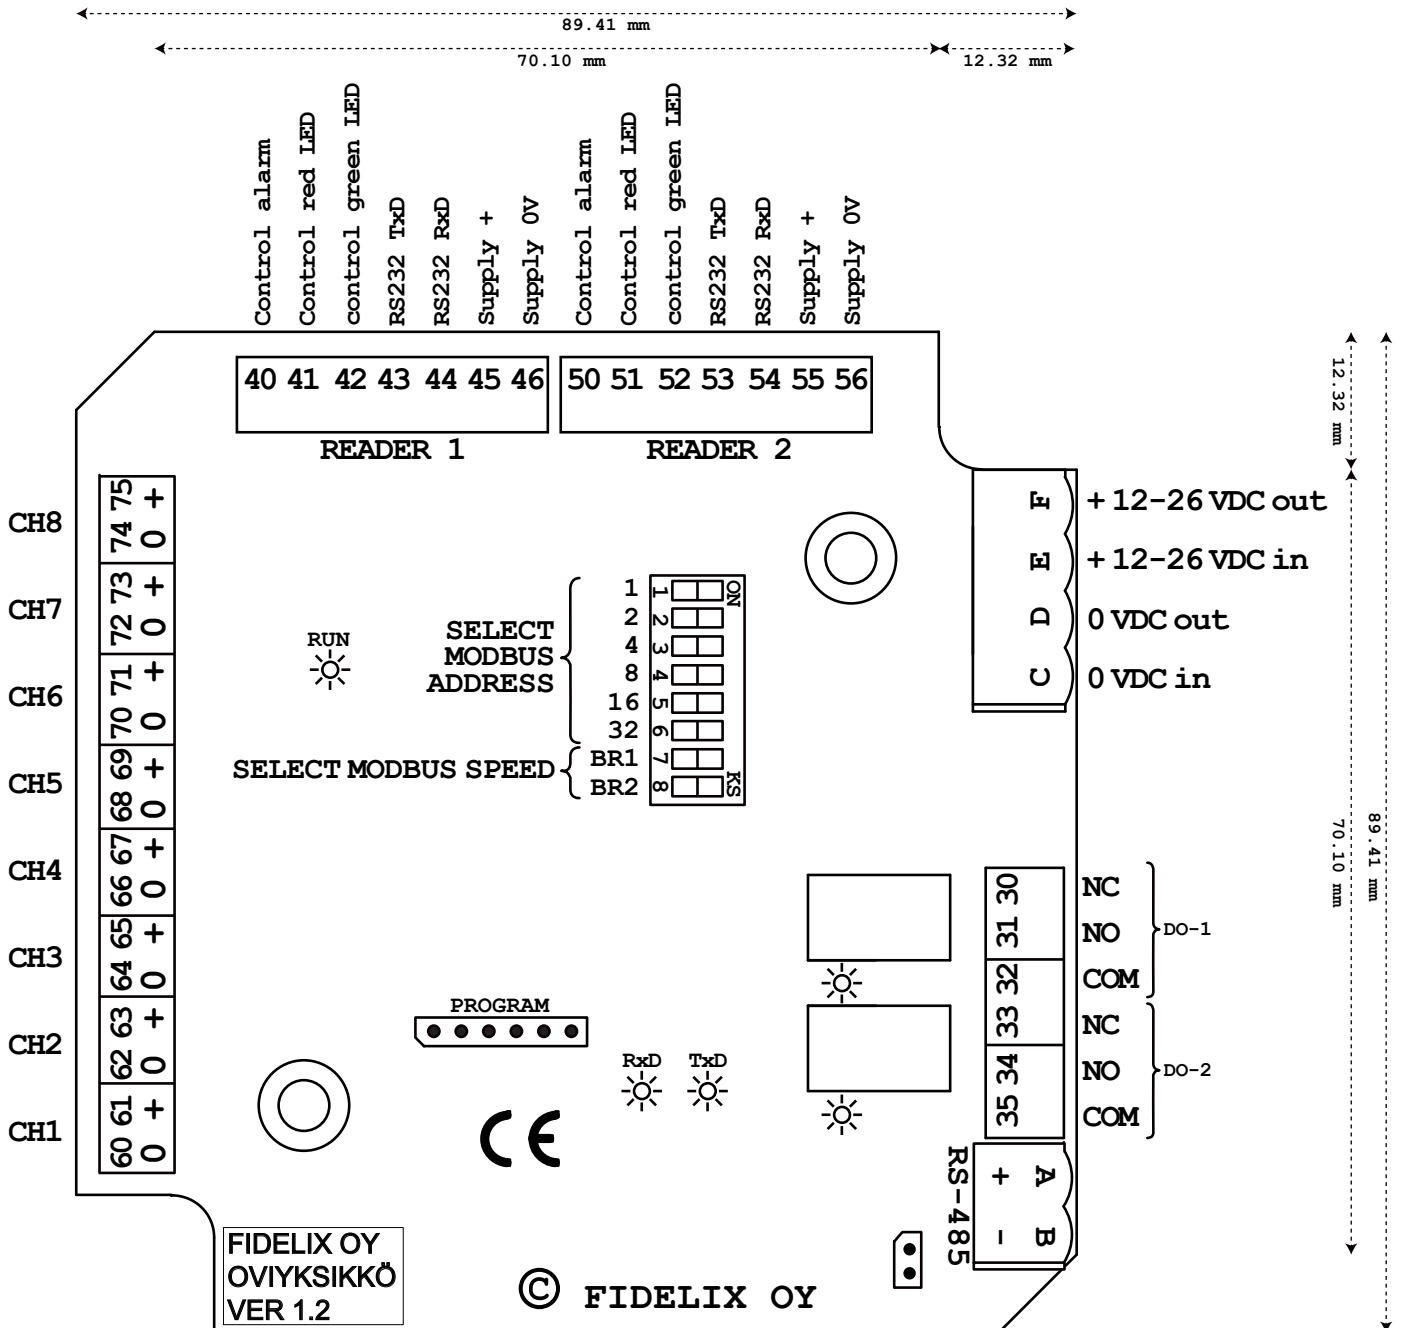 89.41 mm
70.10 mm
12.32 mm
Control alarm
Control red LED
control green LED
RS232 TxD
RS232 RxD
Supply +
Supply 0V
Control alarm
Control red LED
control green LED
RS232 TxD
RS232 RxD
Supply +
Supply 0V
40 41 42 43 44 45 46
50 51 52 53 54 55 56
READER 1
READER 2
12.32 mm
70.10 mm
89.41 mm
CH8
74 75
0 +
CH7
72 73
0 +
CH6
70 71
0 +
CH5
68 69
0 +
CH4
66 67
0 +
CH3
64 65
0 +
CH2
62 63
0 +
CH1
60 61
0 +
F +12-26 VDC out
E +12-26 VDC in
D 0 VDC out
C 0 VDC in
RUN
SELECT
MODBUS
ADDRESS
1 1 ON
2 2
4 3
8 4
16 5
32 6
SELECT MODBUS SPEED
BR1 7
BR2 8 KS
30 NC
31 NO
32 COM
DO-1
33 NC
34 NO
35 COM
DO-2
PROGRAM
RxD TxD
CE
RS-485
+ A
- B
FIDELIX OY
OVIYKSIKKÖ
VER 1.2
© FIDELIX OY